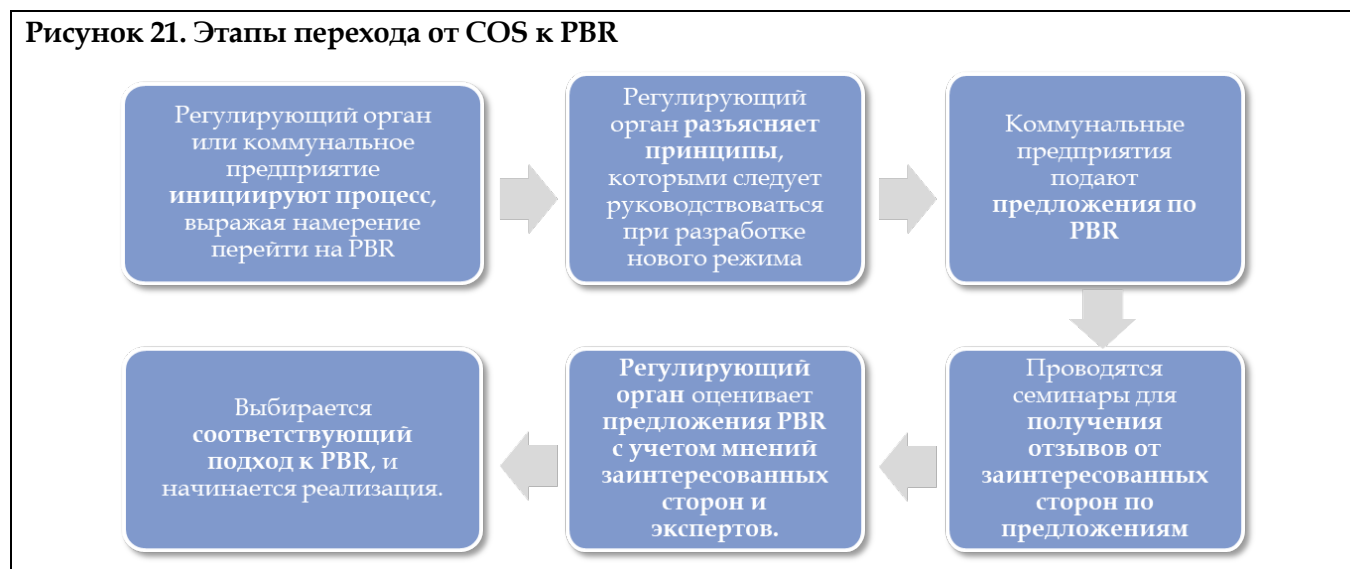 Рисунок 21. Этапы перехода от COS к PBR
Регулирующий орган
или коммунальное
предприятие
инициируют процесс,
выражая намерение
перейти на PBR
Регулирующий
орган разъясняет
принципы,
которыми следует
руководствоваться
при разработке
нового режима
Коммунальные
предприятия
подают
предложения по
PBR
Проводятся
семинары для
получения
отзывов от
заинтересованных
сторон по
предложениям
Регулирующий
орган оценивает
предложения PBR
с учетом мнений
заинтересованных
сторон и
экспертов.
Выбирается
соответствующий
подход к PBR, и
начинается реализация.